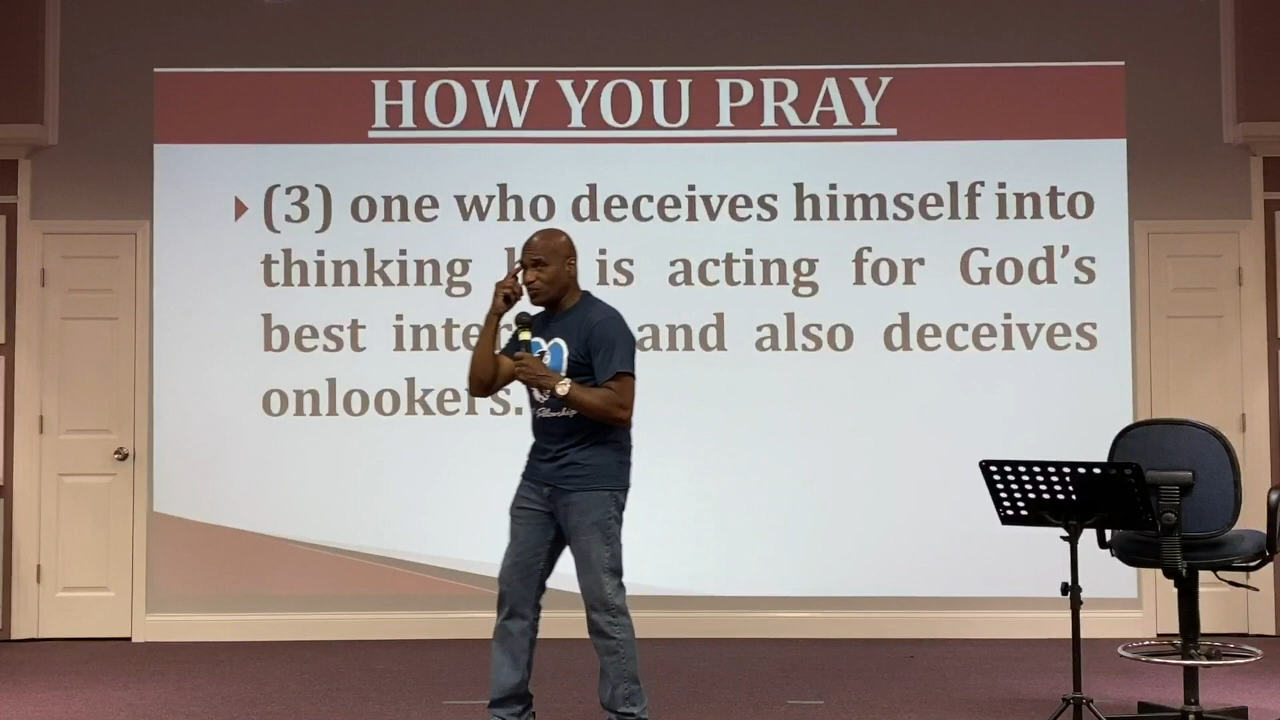 HOW YOU PRAY
(3) one who deceives himself into
thinking is acting for God's
best and also deceives
onlookers.
Fellowship